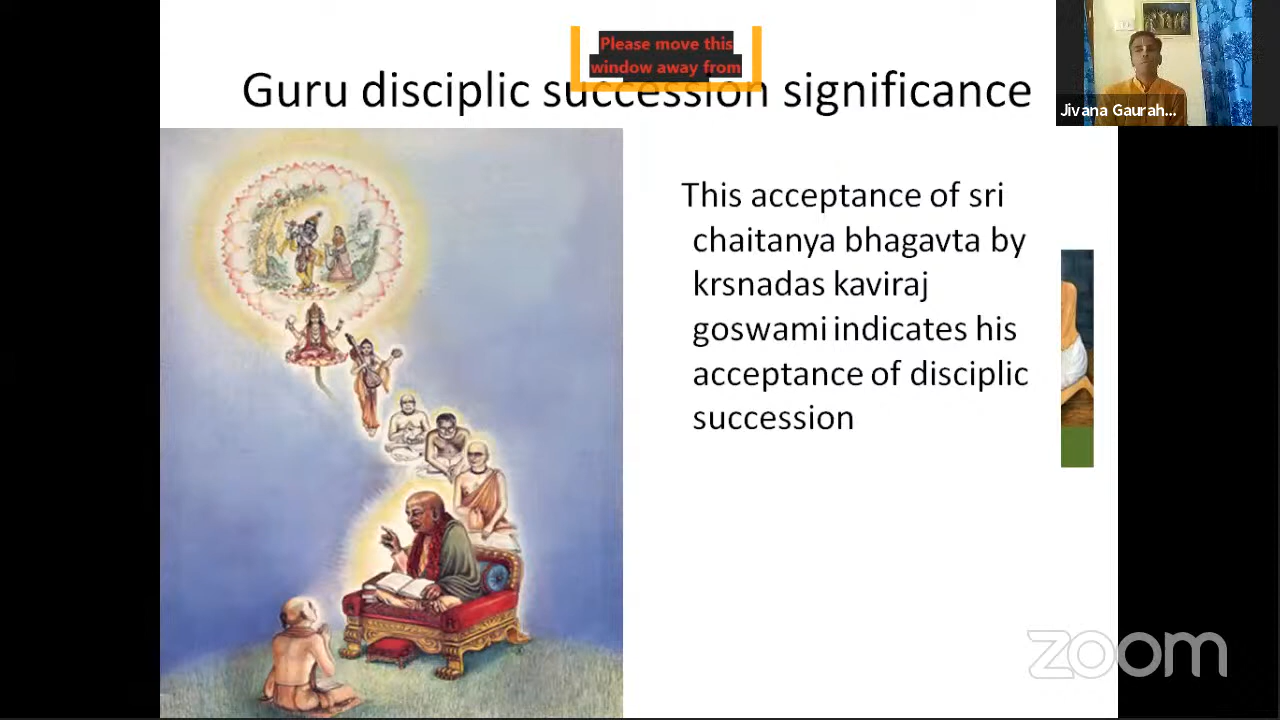 Please move this
window away from
Guru disciplic succession significance
Jivana Gaurah...
This acceptance of sri
chaitanya bhagavta by
krsnadas kaviraj
goswami indicates his
acceptance of disciplic
succession
zoom